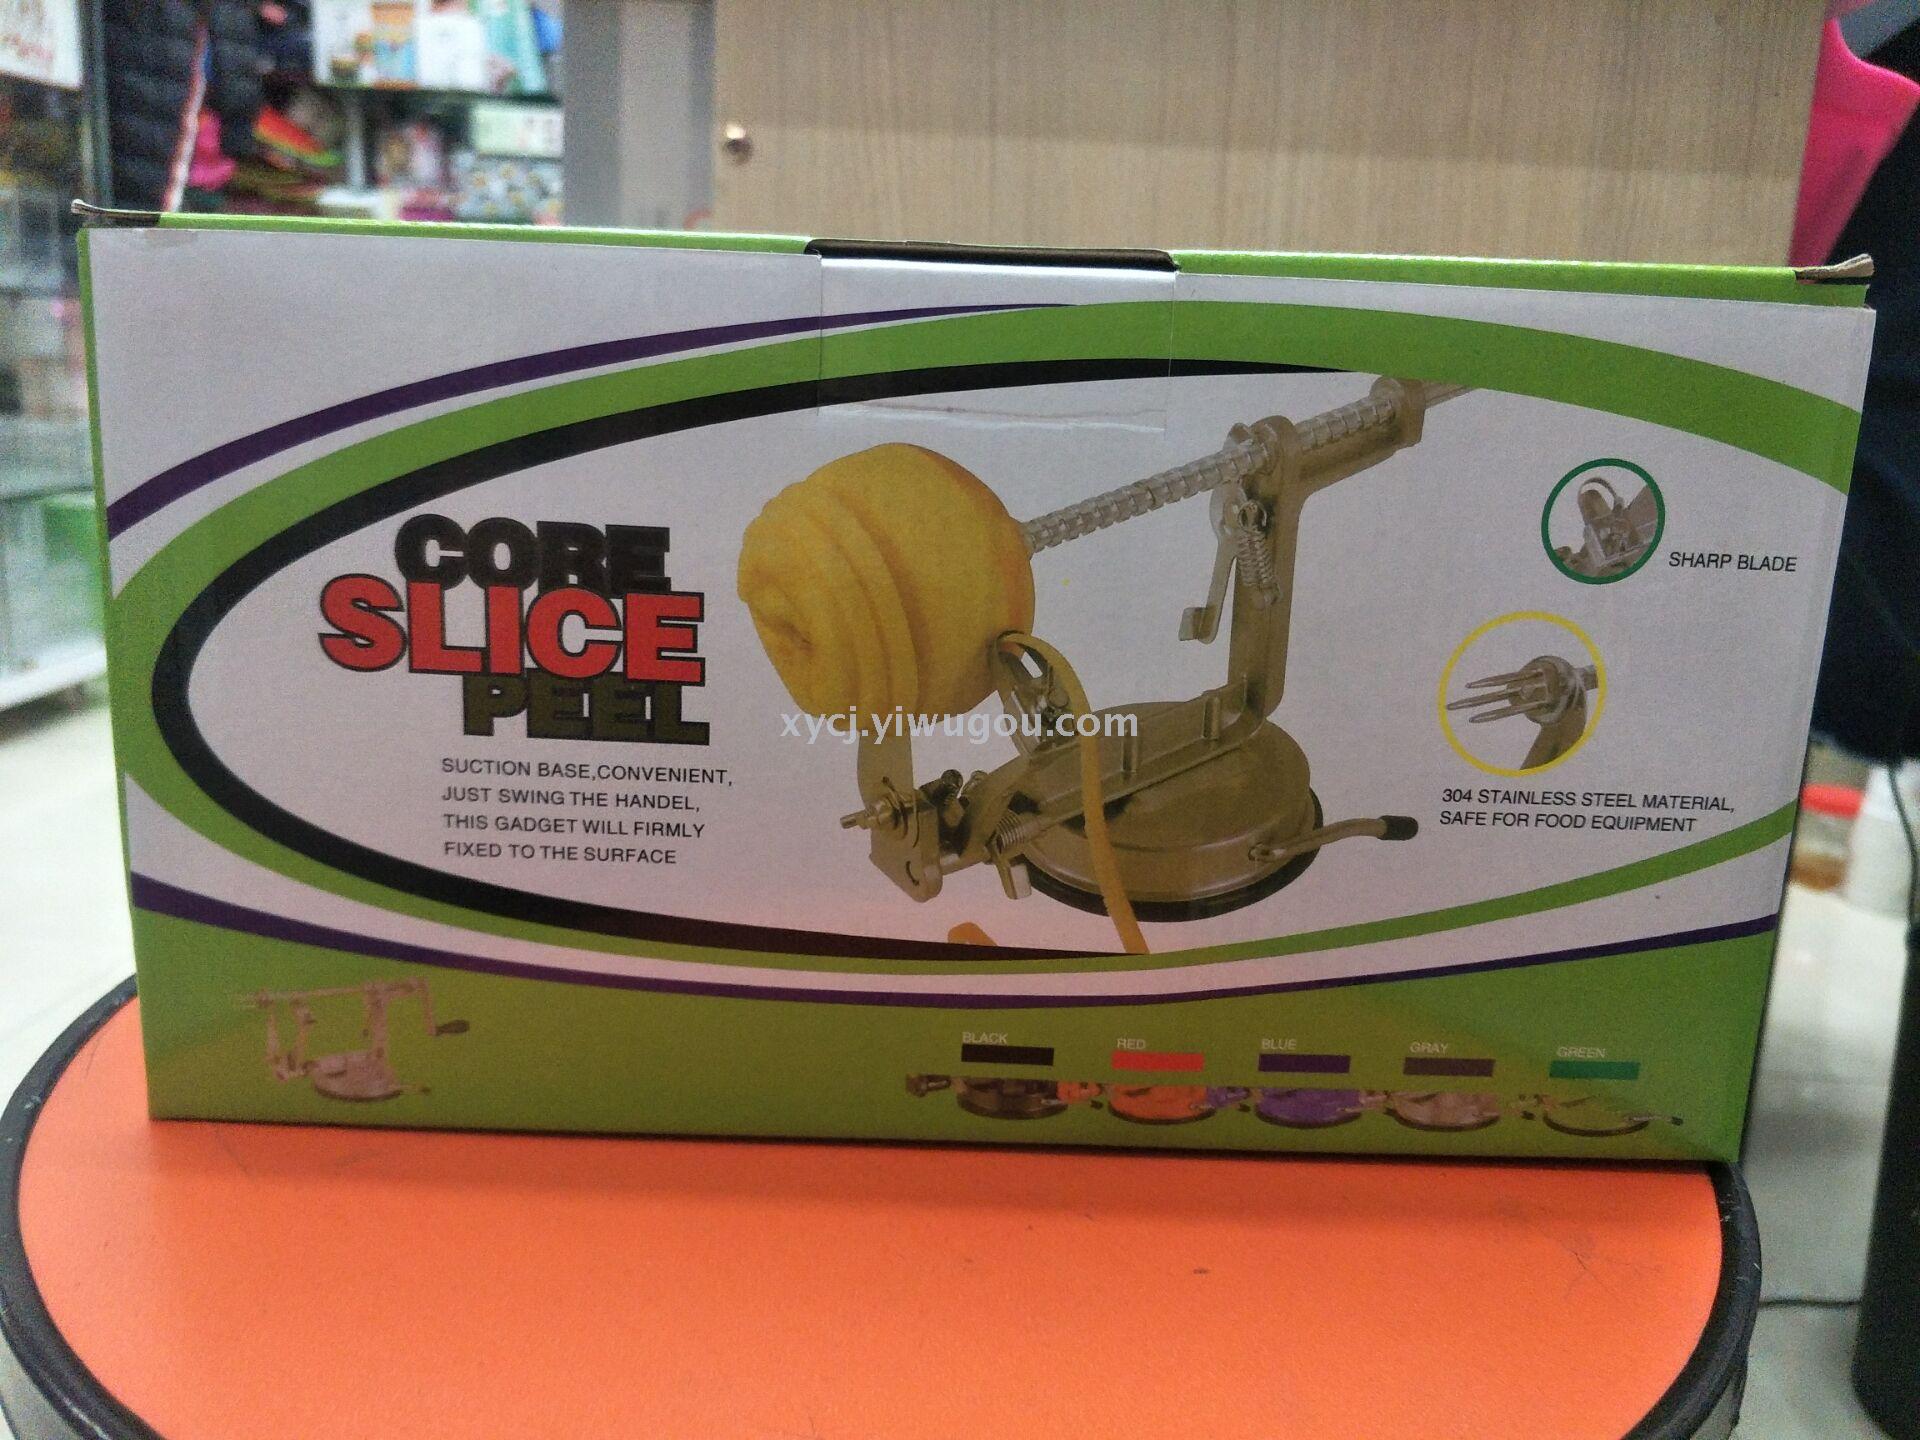 CORE
SLICE
PEEL
SUCTION BASE,CONVENIENT,
JUST SWING THE HANDEL,
THIS GADGET WILL FIRMLY
FIXED TO THE SURFACE
SHARP BLADE
304 STAINLESS STEEL MATERIAL,
SAFE FOR FOOD EQUIPMENT
xycj.yiwugou.com
BLACK RED BLUE GRAY GREEN